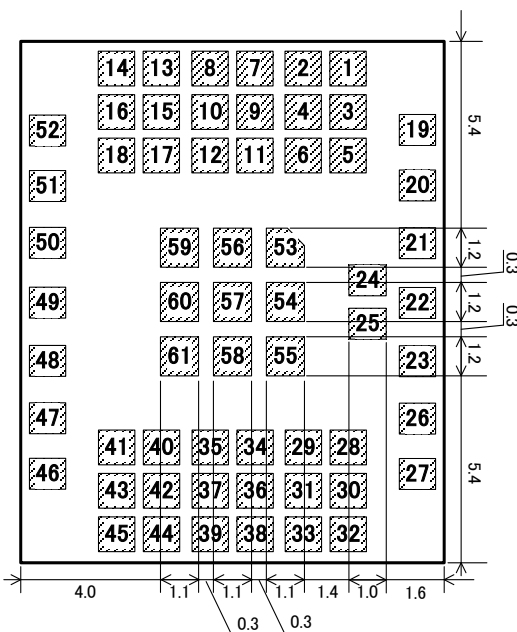 14 13 8 7 2 1
16 15 10 9 4 3
52 19 5.4
18 17 12 11 6 5
51 20
50 59 56 53 21 1.2
24 0.3
49 60 57 54 22 1.2
25 0.3
48 61 58 55 23 1.2
47 26
41 40 35 34 29 28
46 27
43 42 37 36 31 30 5.4
45 44 39 38 33 32
4.0 1.1 1.1 1.1 1.4 1.0 1.6
0.3 0.3